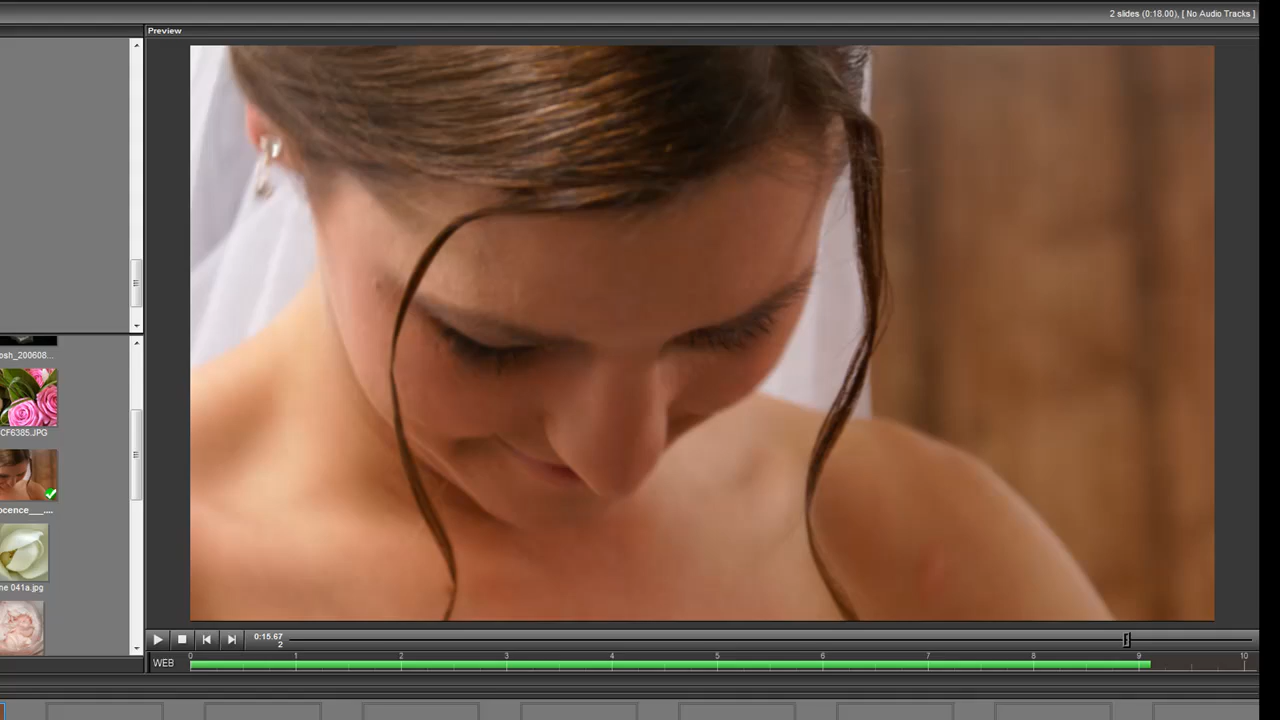 2 slides (0:18.00), [ No Audio Tracks ]
Preview
osh_200608...
CF6385.JPG
ocence___....
ne 041a.jpg
0:15.67
2
WEB
0 1 2 3 4 5 6 7 8 9 10